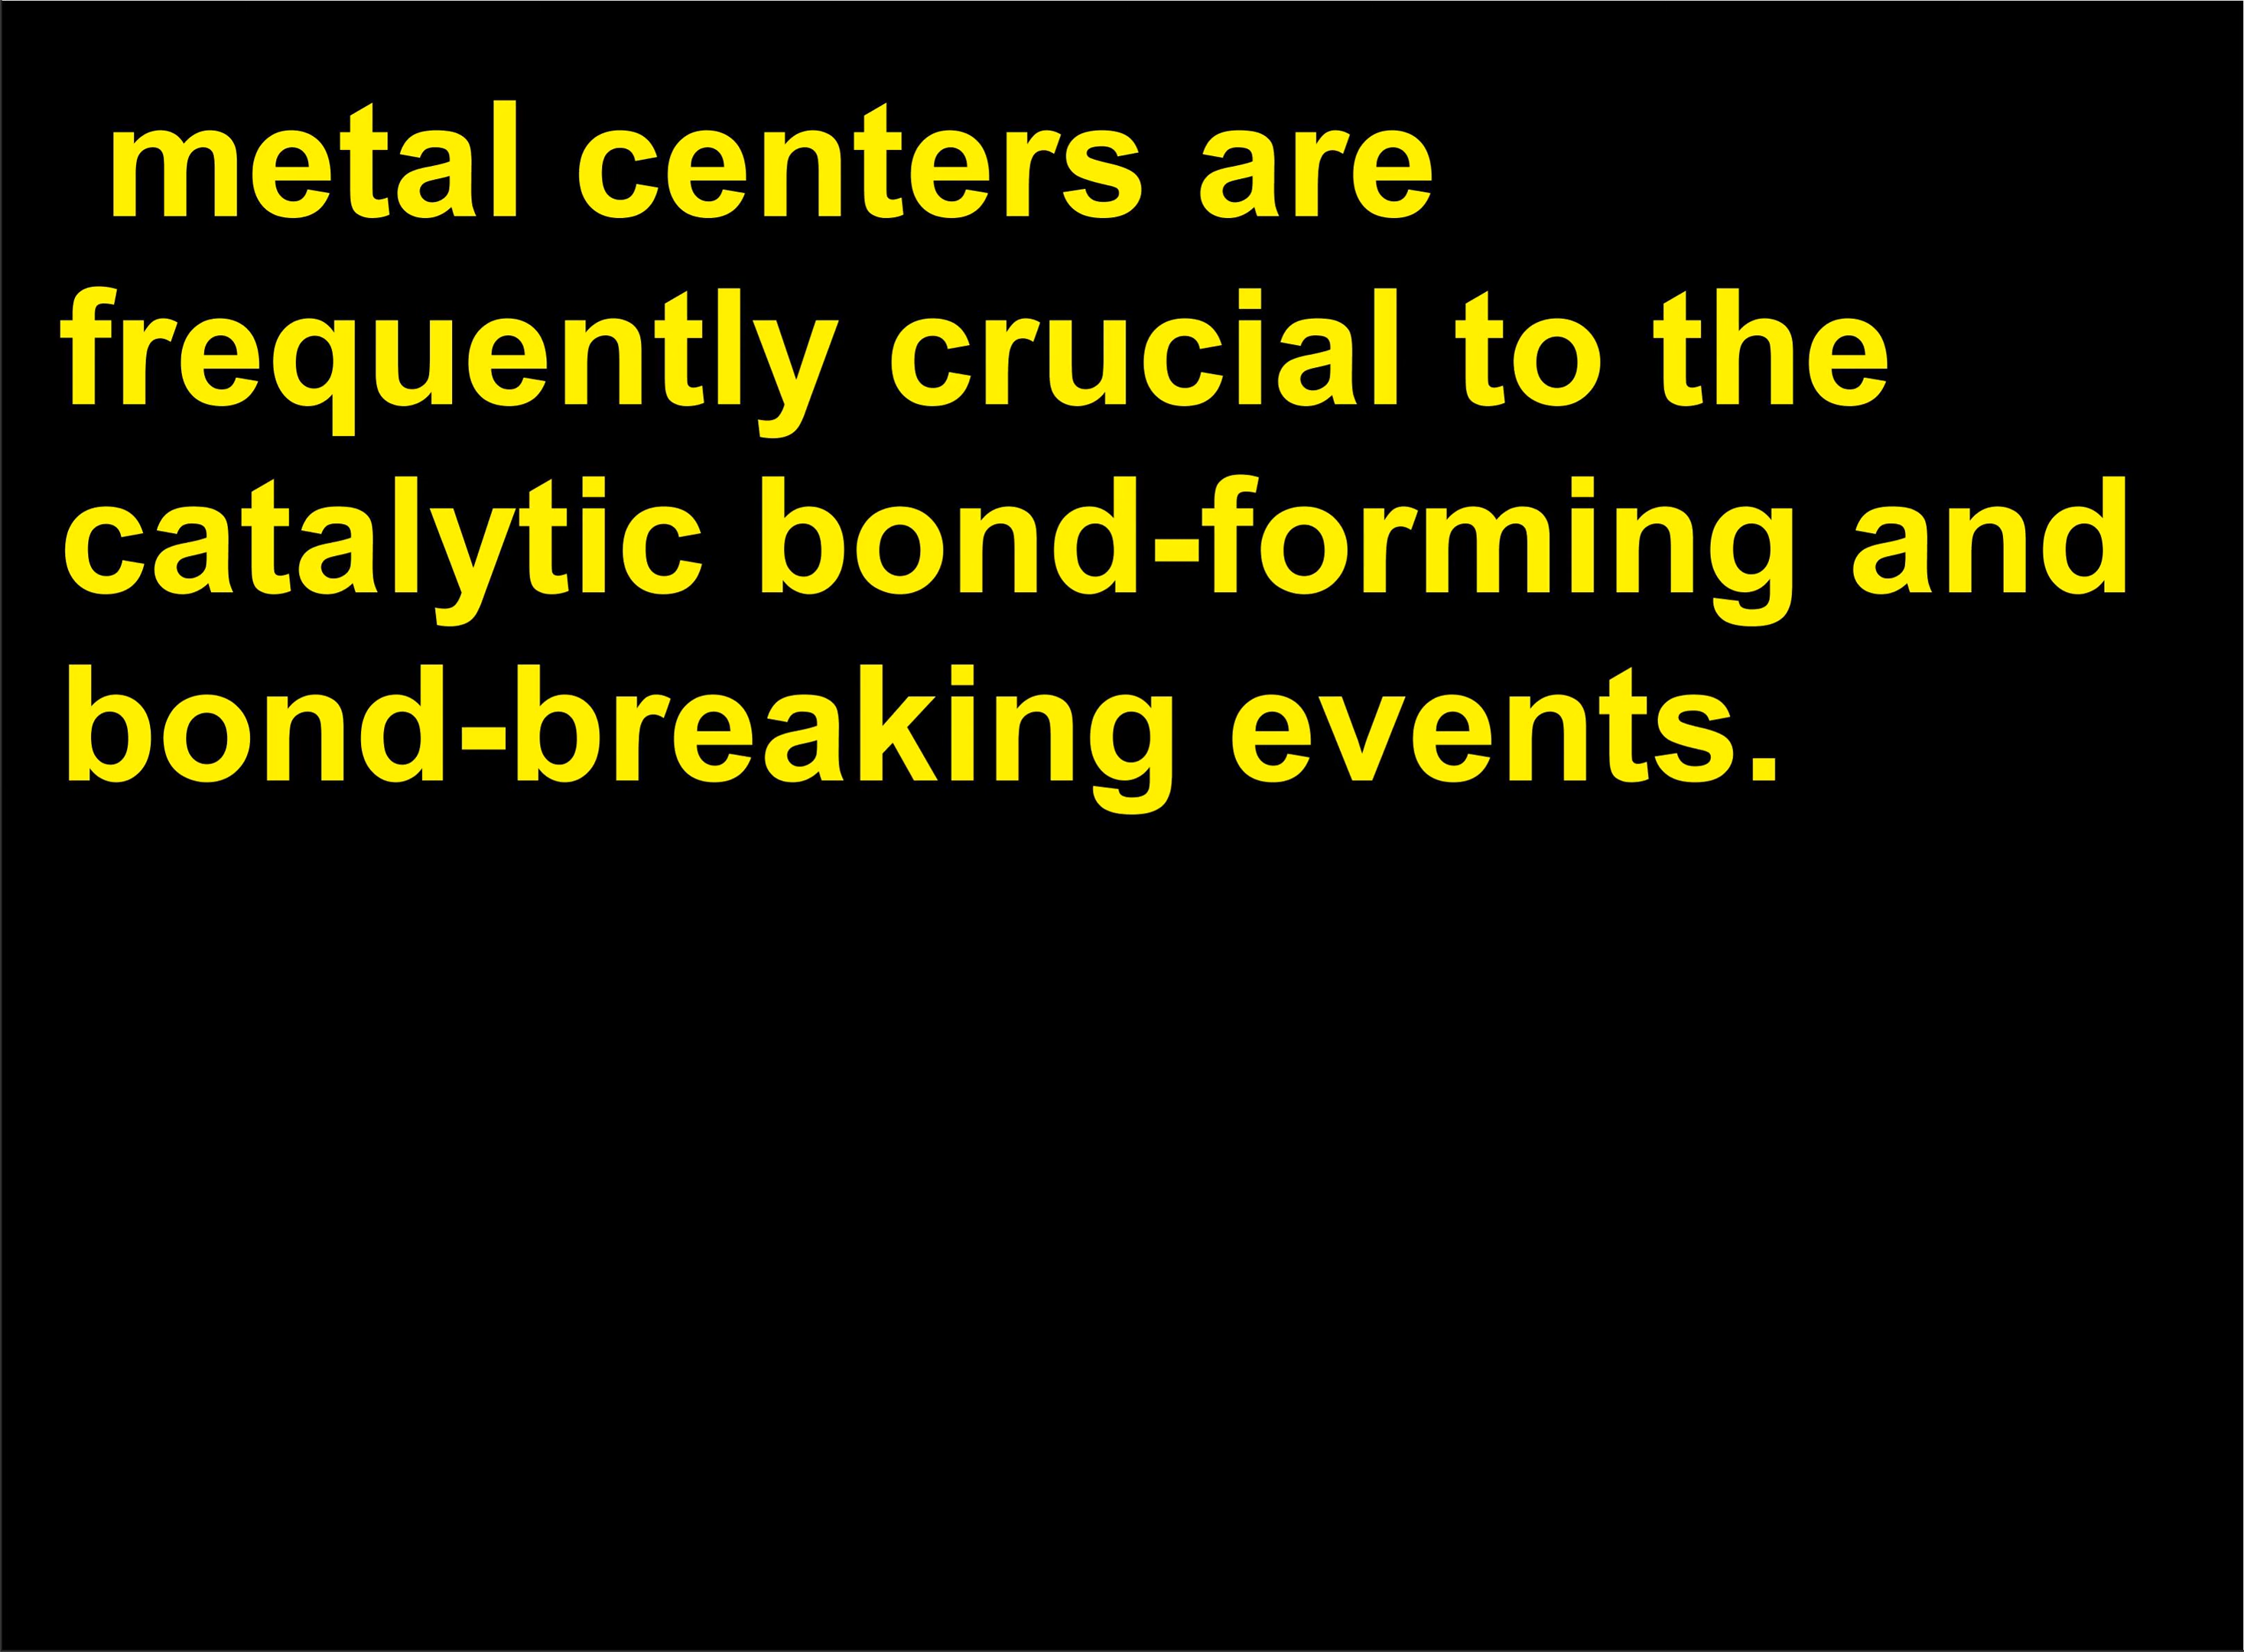 metal centers are
frequently crucial to the
catalytic bond-forming and
bond-breaking events.